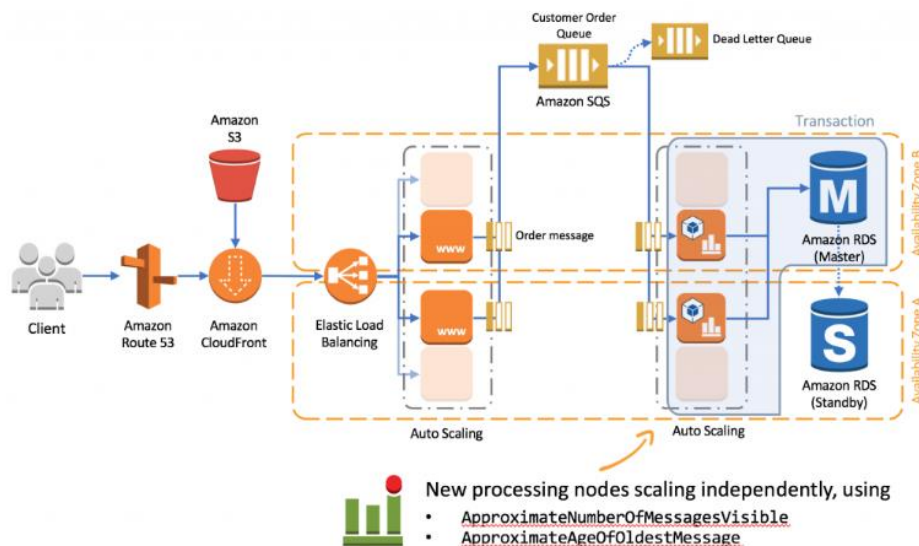 Customer Order
Queue
Dead Letter Queue
Amazon SQS
Amazon
S3
Transaction
Availability Zone B
www
Order message
M
Amazon RDS
(Master)
Client
Amazon
Route 53
Amazon
CloudFront
Elastic Load
Balancing
www
S
Amazon RDS
(Standby)
Availability Zone A
Auto Scaling
Auto Scaling
New processing nodes scaling independently, using
• ApproximateNumberOfMessagesVisible
• ApproximateAgeOfOldestMessage